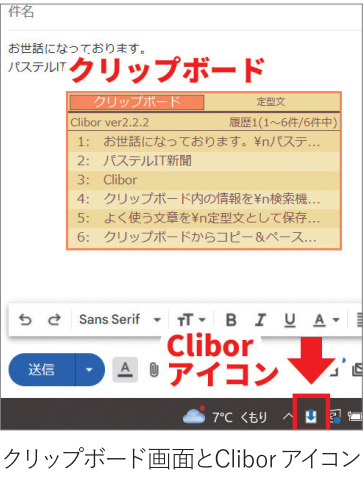 件名
お世話になっております。
パステルIT
クリップボード
クリップボード 定型文
Clibor ver2.2.2 履歴1(1~6件/6件中)
1: お世話になっております。¥nパステ...
2: パステルIT新聞
3: Clibor
4: クリップボード内の情報を¥n検索機...
5: よく使う文章を¥n定型文として保存...
6: クリップボードからコピー＆ペース...
Sans Serif
B I U A
Clibor
アイコン
送信 A
7°C くもり
クリップボード画面とCliborアイコン